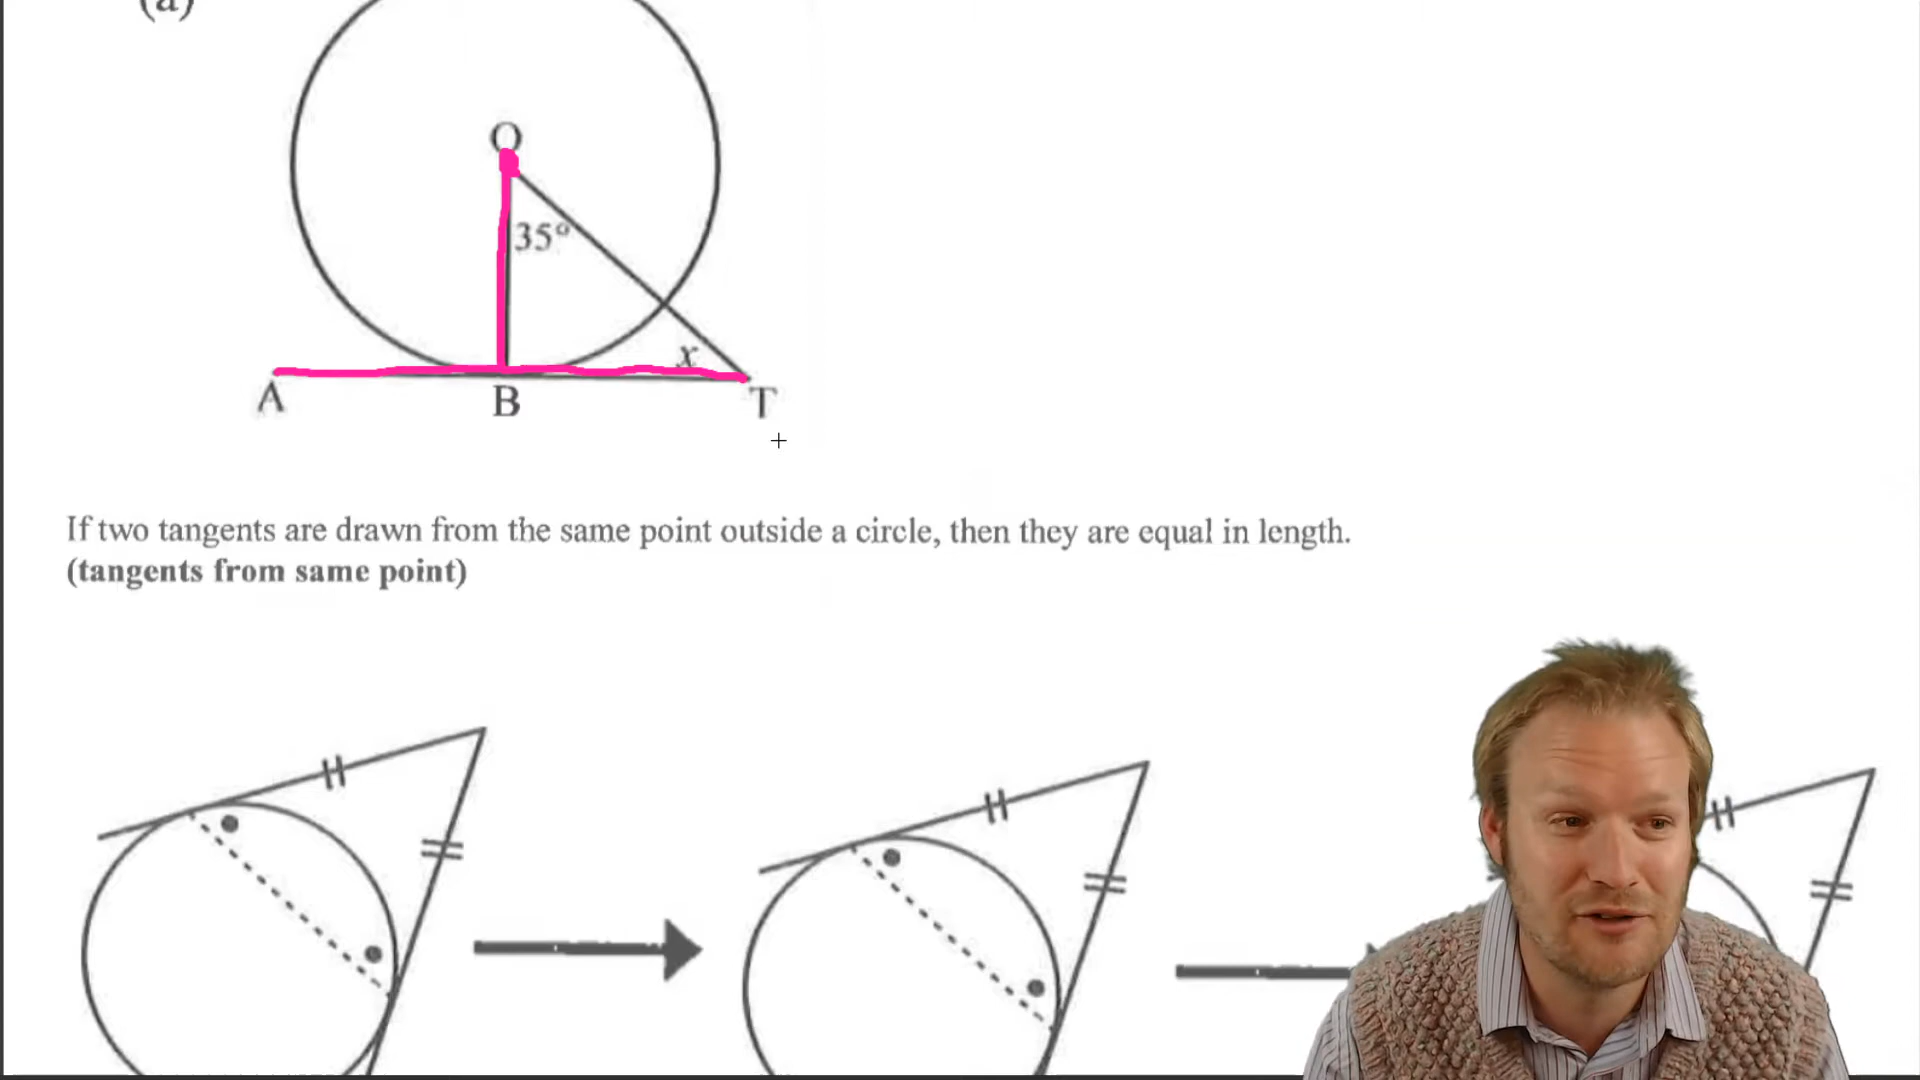 (a)
O
35°
x
A
B
T
If two tangents are drawn from the same point outside a circle, then they are equal in length.
(tangents from same point)